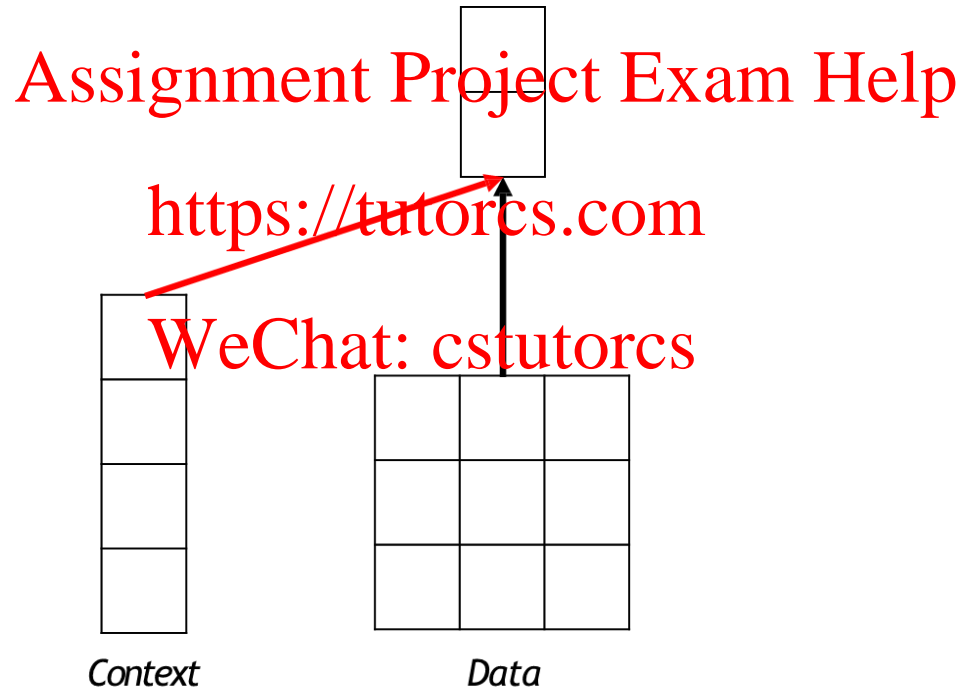 Assignment Project Exam Help
https://tutorcs.com
WeChat: cstutorcs
Context
Data